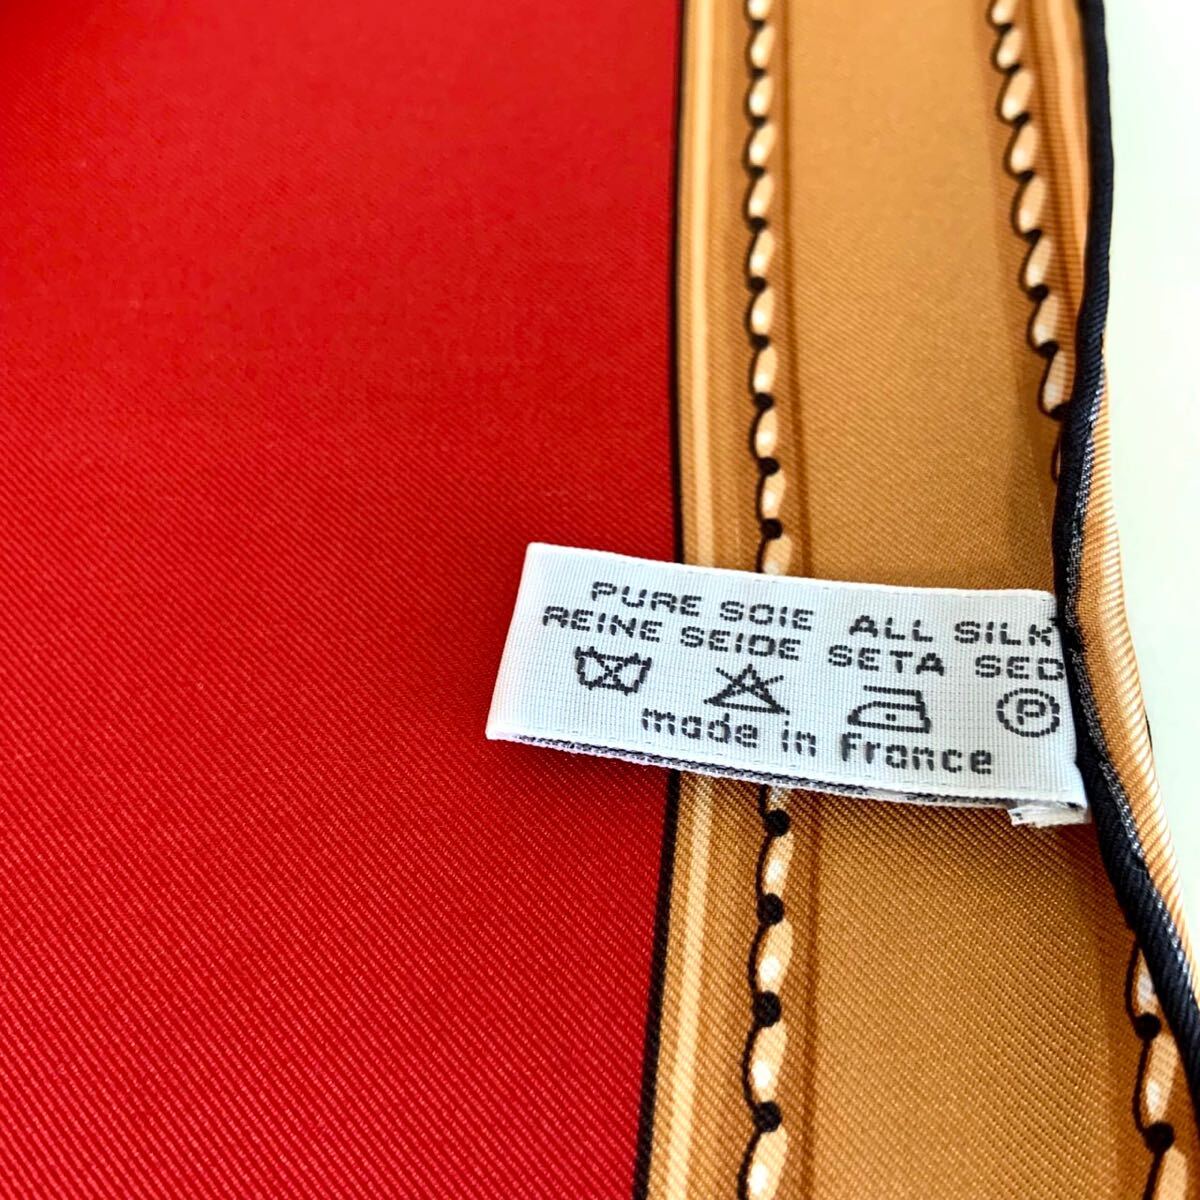 PURE SOIE ALL SILK
REINE SEIDE SETA SED
P
made in France